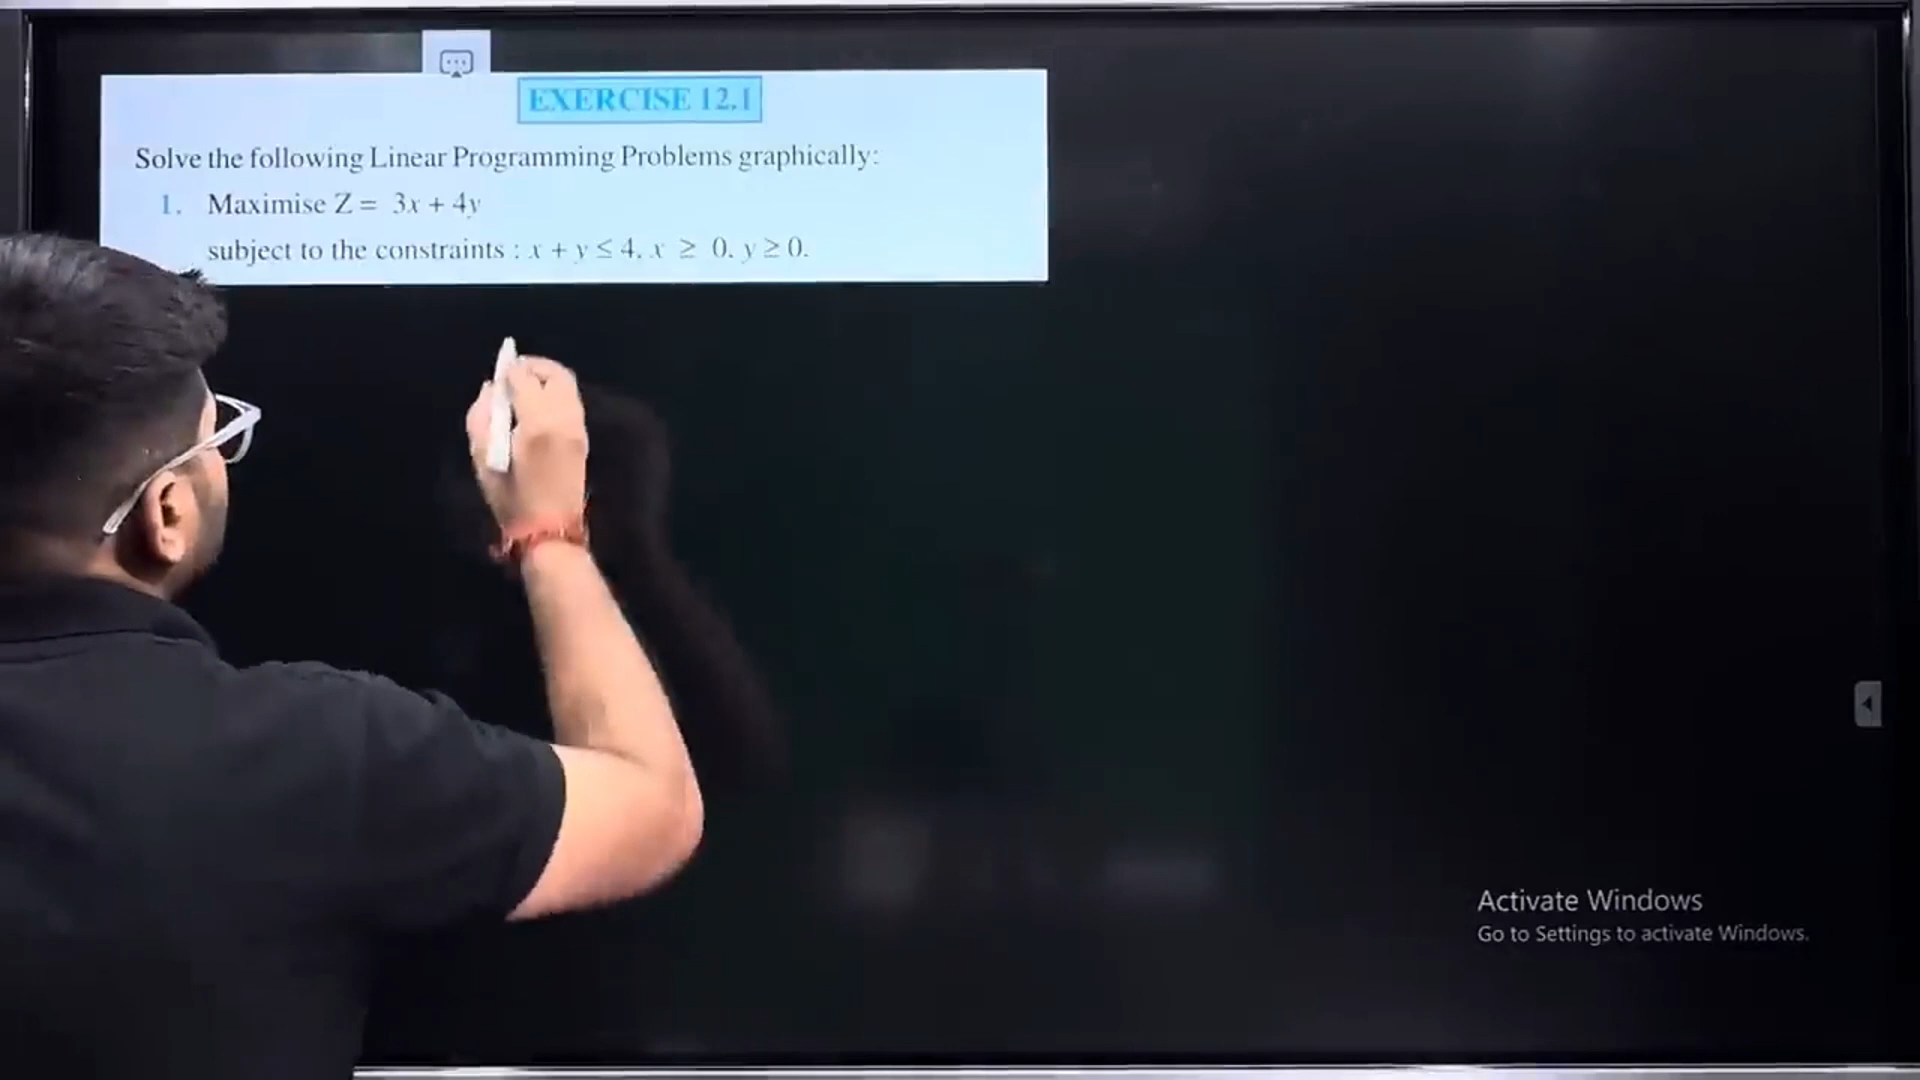 EXERCISE 12.1
Solve the following Linear Programming Problems graphically:
1. Maximise Z = 3x + 4y
subject to the constraints : x + y ≤ 4, x ≥ 0, y ≥ 0.
Activate Windows
Go to Settings to activate Windows.